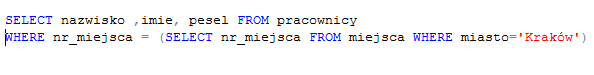 SELECT nazwisko ,imie, pesel FROM pracownicy
WHERE nr_miejsca = (SELECT nr_miejsca FROM miejsca WHERE miasto='Kraków')